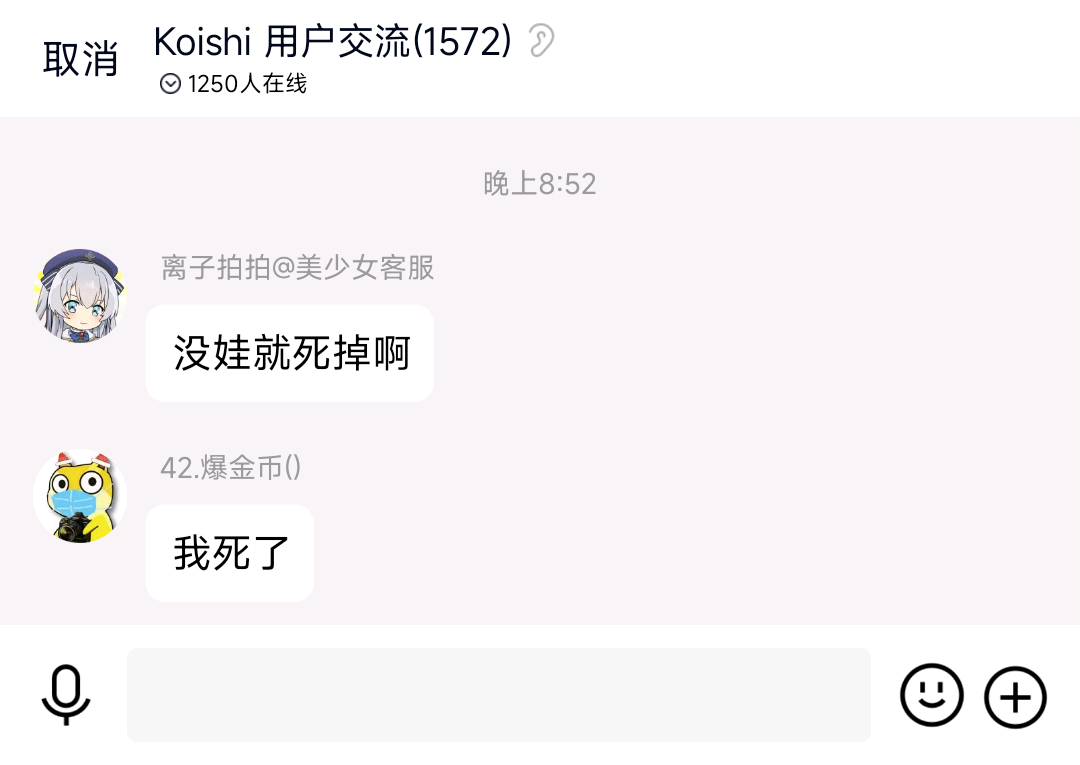 取消
Koishi 用户交流(1572)
1250人在线
晚上8:52
离子拍拍@美少女客服
没娃就死掉啊
42.爆金币()
我死了